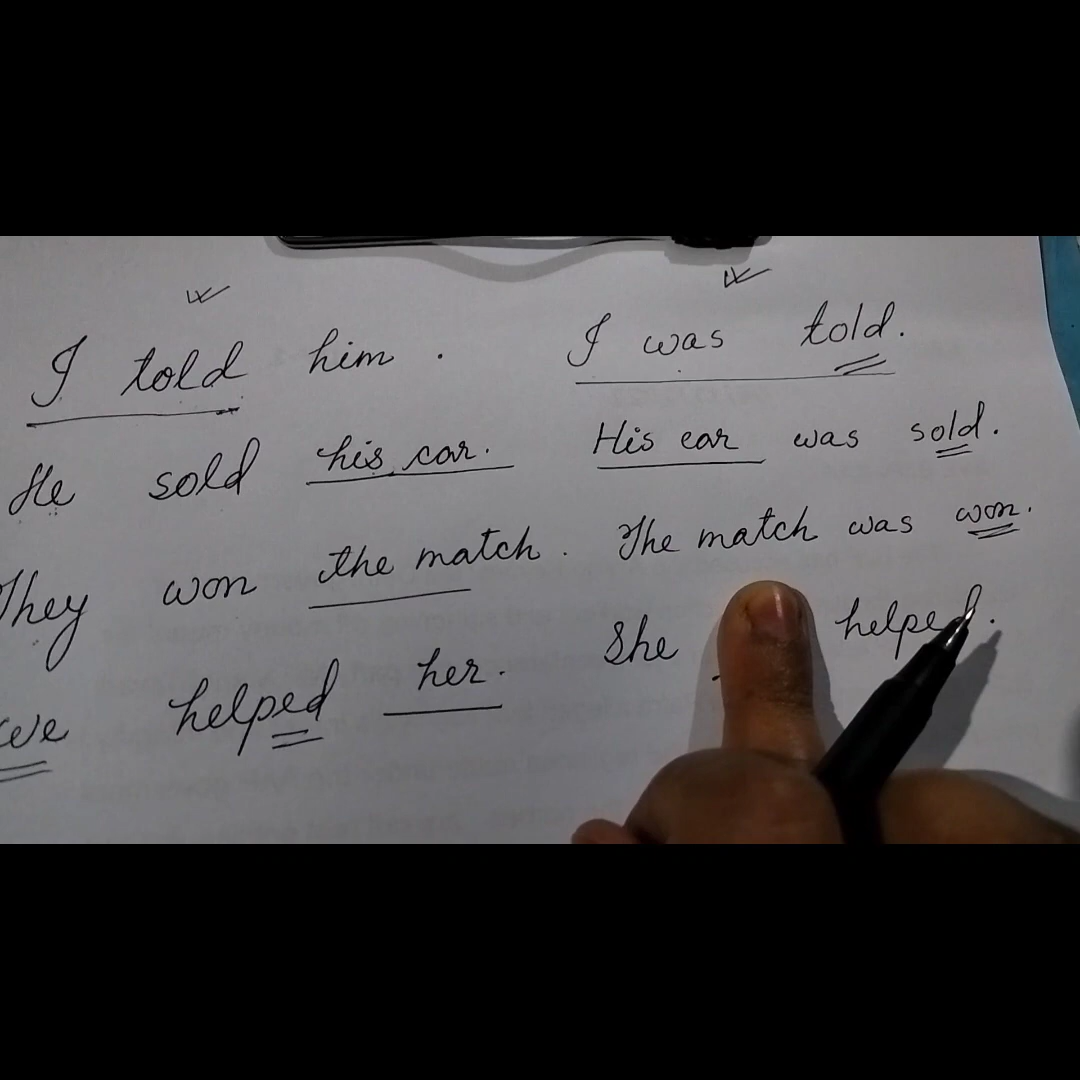 I told him. I was told.
He sold his car. His car was sold.
They won the match. The match was won.
we helped her. She helped.